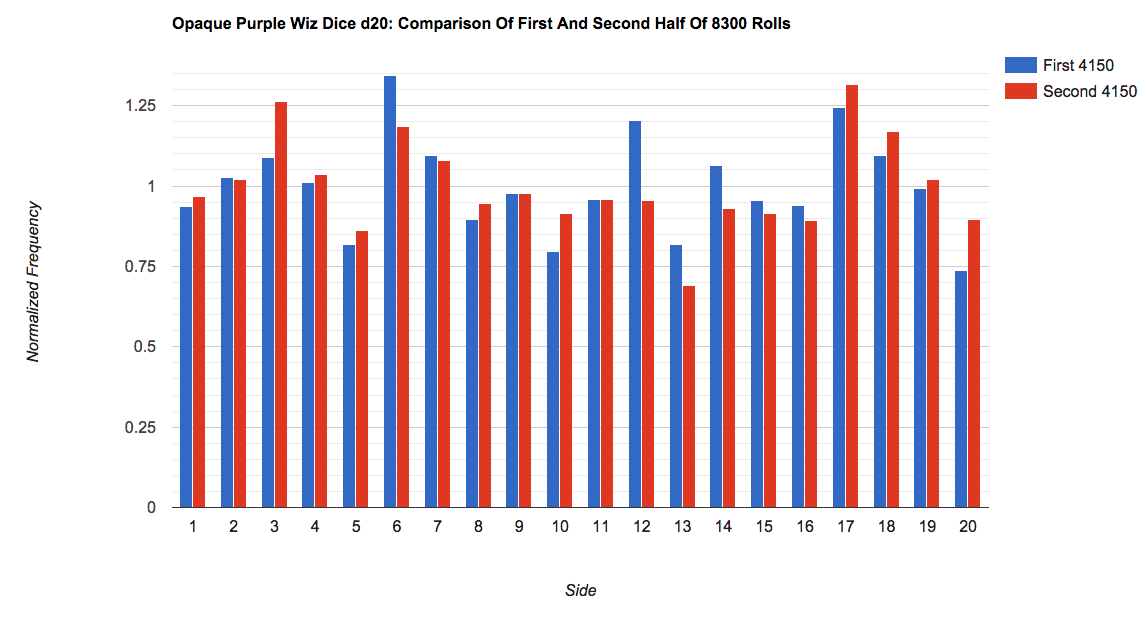 Opaque Purple Wiz Dice d20: Comparison Of First And Second Half Of 8300 Rolls
First 4150
Second 4150
1.25
1
0.75
0.5
0.25
0
Normalized Frequency
1 2 3 4 5 6 7 8 9 10 11 12 13 14 15 16 17 18 19 20
Side